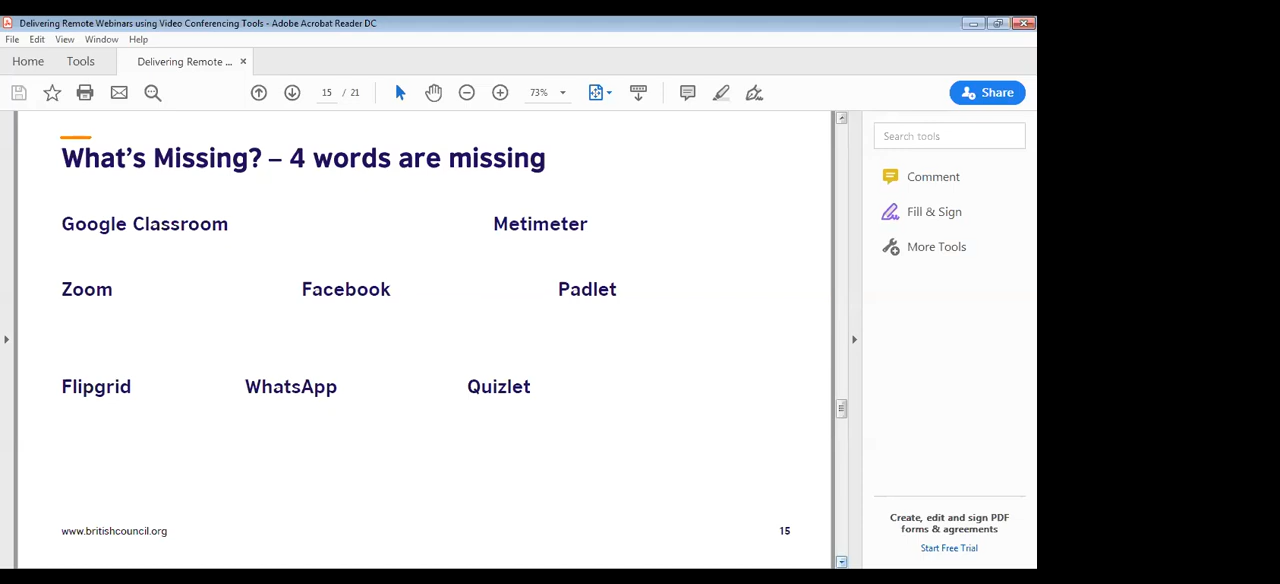 Delivering Remote Webinars using Video Conferencing Tools - Adobe Acrobat Reader DC
File Edit View Window Help
Home Tools Delivering Remote ... ×
15 / 21 73% Share
What's Missing? – 4 words are missing
Google Classroom Metimeter
Zoom Facebook Padlet
Flipgrid WhatsApp Quizlet
www.britishcouncil.org 15
Search tools
Comment
Fill & Sign
More Tools
Create, edit and sign PDF
forms & agreements
Start Free Trial